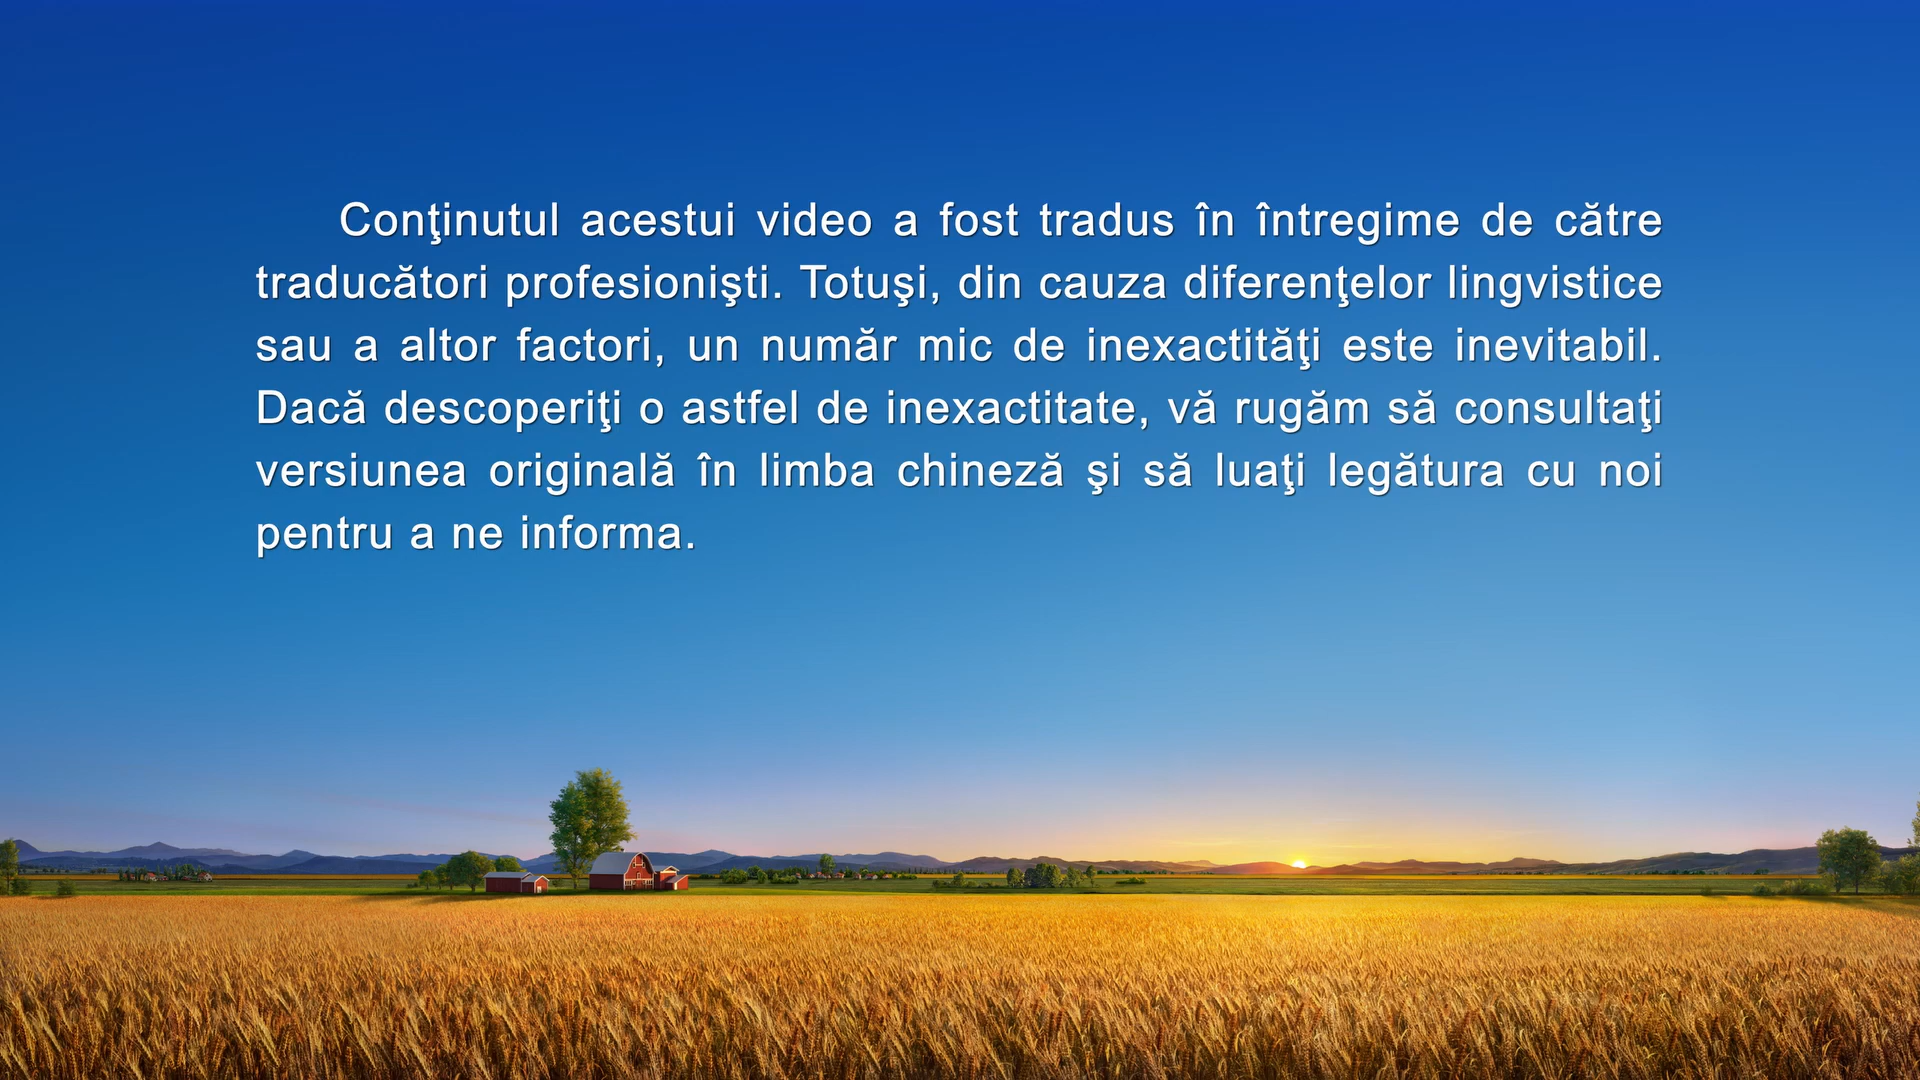 Conţinutul acestui video a fost tradus în întregime de către
traducători profesionişti. Totuşi, din cauza diferenţelor lingvistice
sau a altor factori, un număr mic de inexactităţi este inevitabil.
Dacă descoperiţi o astfel de inexactitate, vă rugăm să consultaţi
versiunea originală în limba chineză şi să luaţi legătura cu noi
pentru a ne informa.